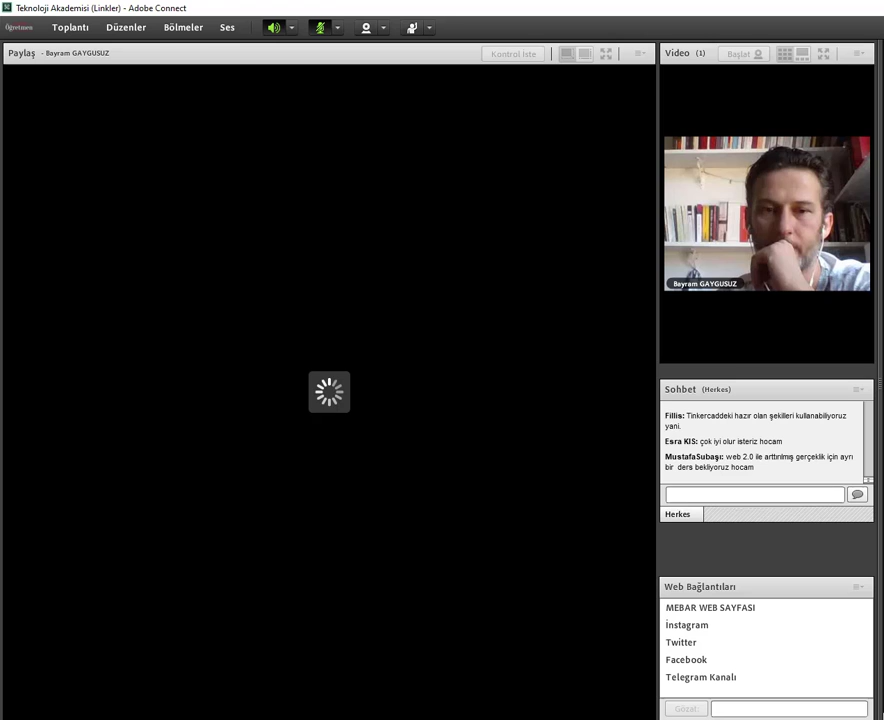 Teknoloji Akademisi (Linkler) - Adobe Connect
Öğretmen Toplantı Düzenler Bölmeler Ses
Paylaş - Bayram GAYGUSUZ Kontrol İste
Video (1) Başlat
Bayram GAYGUSUZ
Sohbet (Herkes)
Fillis: Tinkercaddeki hazır olan şekilleri kullanabiliyoruz
yani.
Esra KIS: çok iyi olur isteriz hocam
MustafaSubaşı: web 2.0 ile arttırılmış gerçeklik için ayrı
bir ders bekliyoruz hocam
Herkes
Web Bağlantıları
MEBAR WEB SAYFASI
İnstagram
Twitter
Facebook
Telegram Kanalı
Gözat: